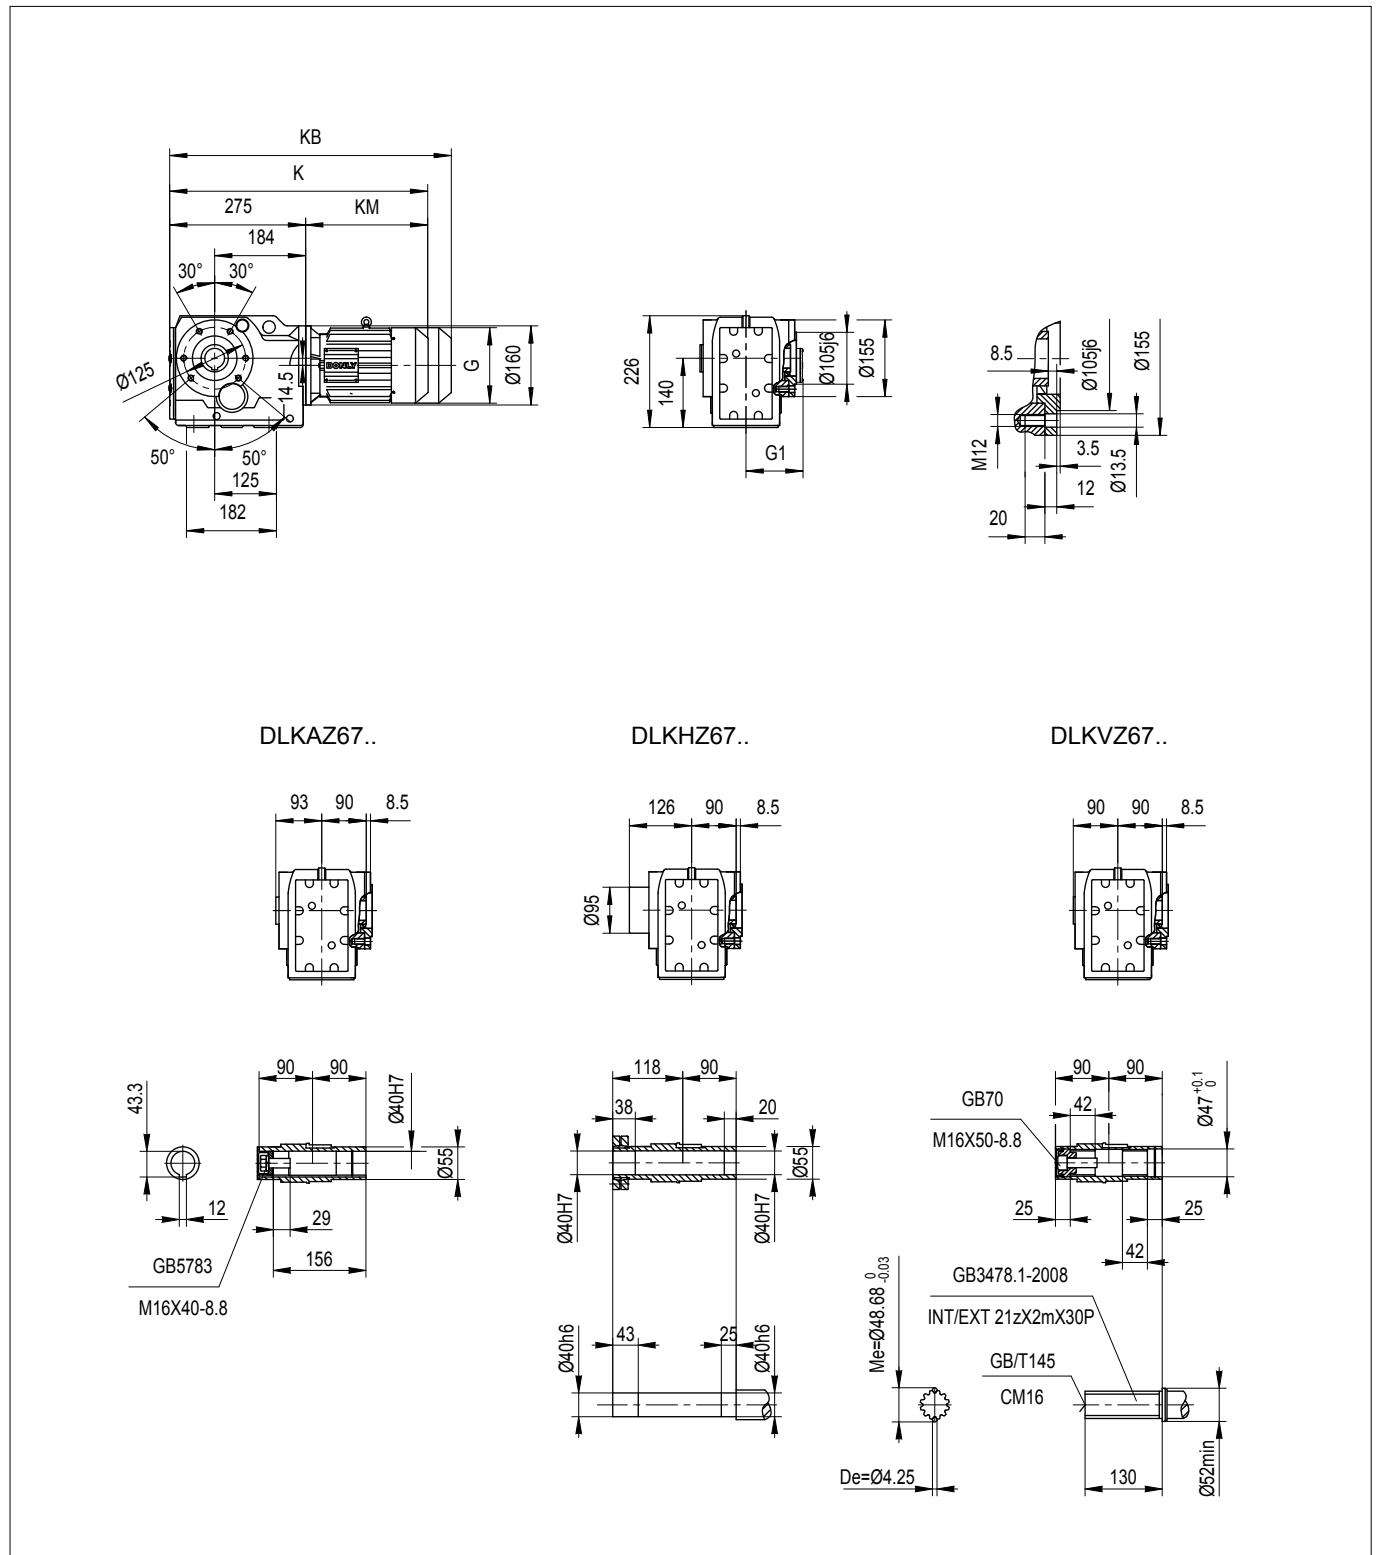 KB
K
275
KM
184
30°
30°
Ø125
14.5
DONLY
G
Ø160
50°
50°
125
182
226
140
Ø105j6
Ø155
G1
8.5
Ø105j6
Ø155
M12
3.5
Ø13.5
12
20
DLKAZ67..
DLKHZ67..
DLKVZ67..
93
90
8.5
126
90
8.5
Ø95
90
90
8.5
43.3
90
90
Ø40H7
Ø55
12
29
156
GB5783
M16X40-8.8
118
90
38
20
Ø55
Ø40H7
Ø40H7
43
25
Ø40h6
Ø40h6
90
90
42
Ø47 +0.1 0
GB70
M16X50-8.8
25
25
42
Me=Ø48.68 0 -0.03
GB3478.1-2008
INT/EXT 21zX2mX30P
GB/T145
CM16
De=Ø4.25
130
Ø52min